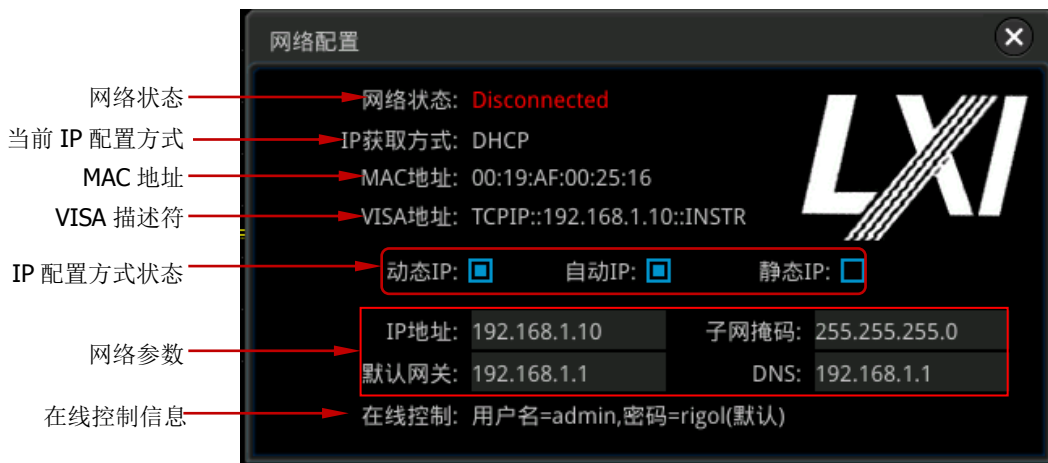 网络配置
网络状态 网络状态: Disconnected
当前 IP 配置方式 IP获取方式: DHCP
MAC 地址 MAC地址: 00:19:AF:00:25:16
VISA 描述符 VISA地址: TCPIP::192.168.1.10::INSTR
LXI
IP 配置方式状态 动态IP: 自动IP: 静态IP:
网络参数
IP地址: 192.168.1.10 子网掩码: 255.255.255.0
默认网关: 192.168.1.1 DNS: 192.168.1.1
在线控制信息 在线控制: 用户名=admin,密码=rigol(默认)